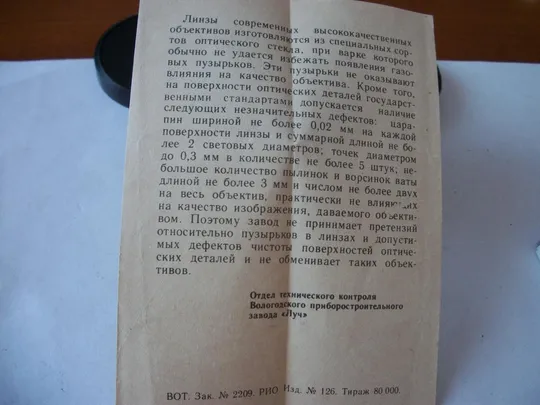 Линзы современных высококачественных
объективов изготовляются из специальных сор-
тов оптического стекла, при варке которого
обычно не удается избежать появления газо-
вых пузырьков. Эти пузырьки не оказывают
влияния на качество объектива. Кроме того,
на поверхности оптических деталей государст-
венными стандартами допускается наличие
следующих незначительных дефектов: цара-
пин шириной не более 0,02 мм на каждой
поверхности линзы и суммарной длиной не бо-
лее 2 световых диаметров; точек диаметром
до 0,3 мм в количестве не более 5 штук; не-
большое количество пылинок и ворсинок ваты
длиной не более 3 мм и числом не более двух
на весь объектив, практически не влияющих
на качество изображения, даваемого объекти-
вом. Поэтому завод не принимает претензий
относительно пузырьков в линзах и допусти-
мых дефектов чистоты поверхностей оптиче-
ских деталей и не обменивает таких объек-
тивов.
Отдел технического контроля
Вологодского приборостроительного
завода «Луч»
ВОТ. Зак. № 2209. РИО Изд. № 126. Тираж 80 000.